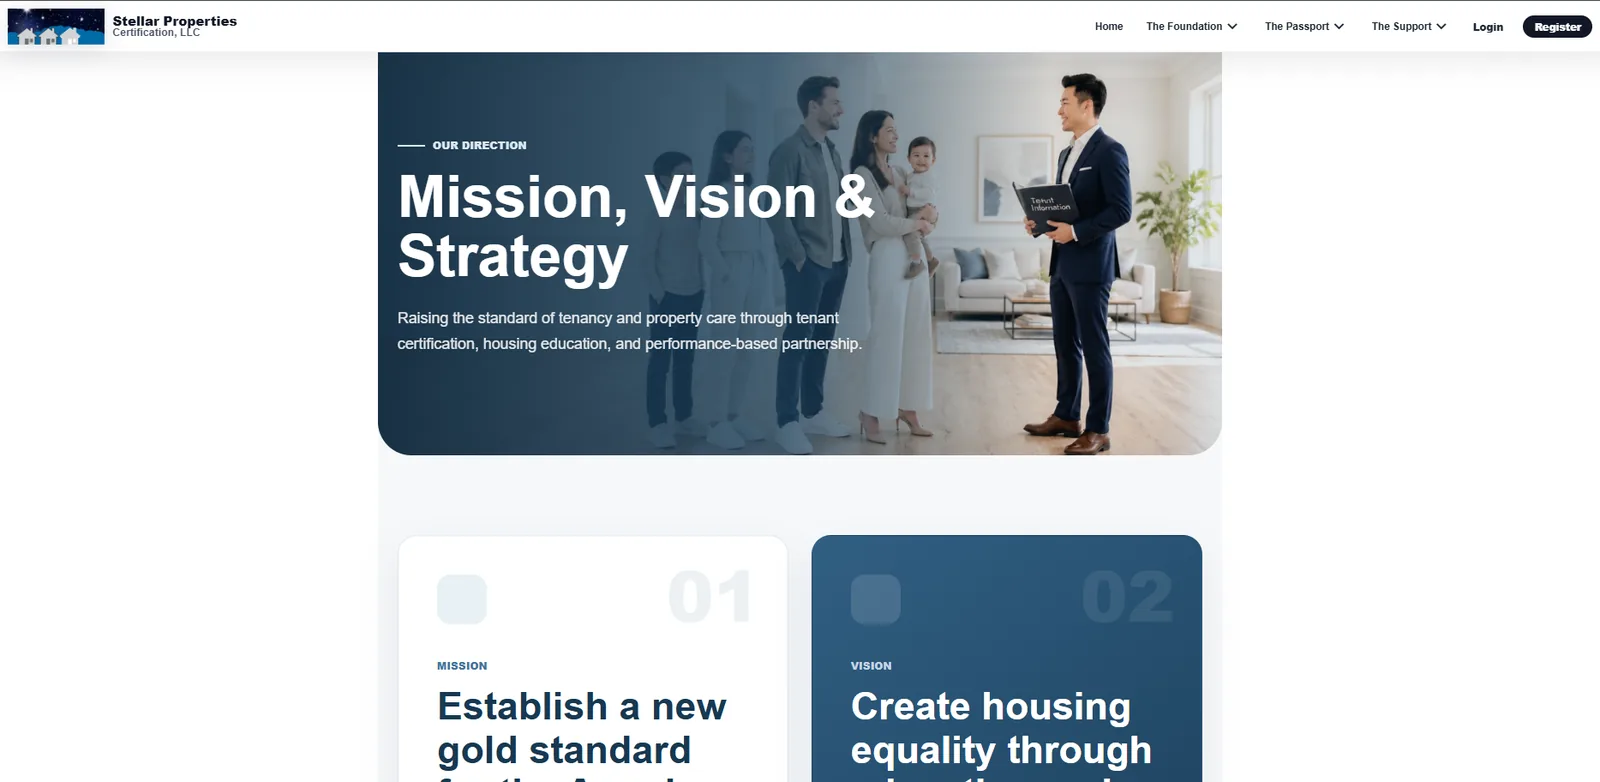 Stellar Properties
Certification, LLC
Home
The Foundation
The Passport
The Support
Login
Register
OUR DIRECTION
Mission, Vision &
Strategy
Raising the standard of tenancy and property care through tenant
certification, housing education, and performance-based partnership.
Tenant
Information
01
MISSION
Establish a new
gold standard
02
VISION
Create housing
equality through